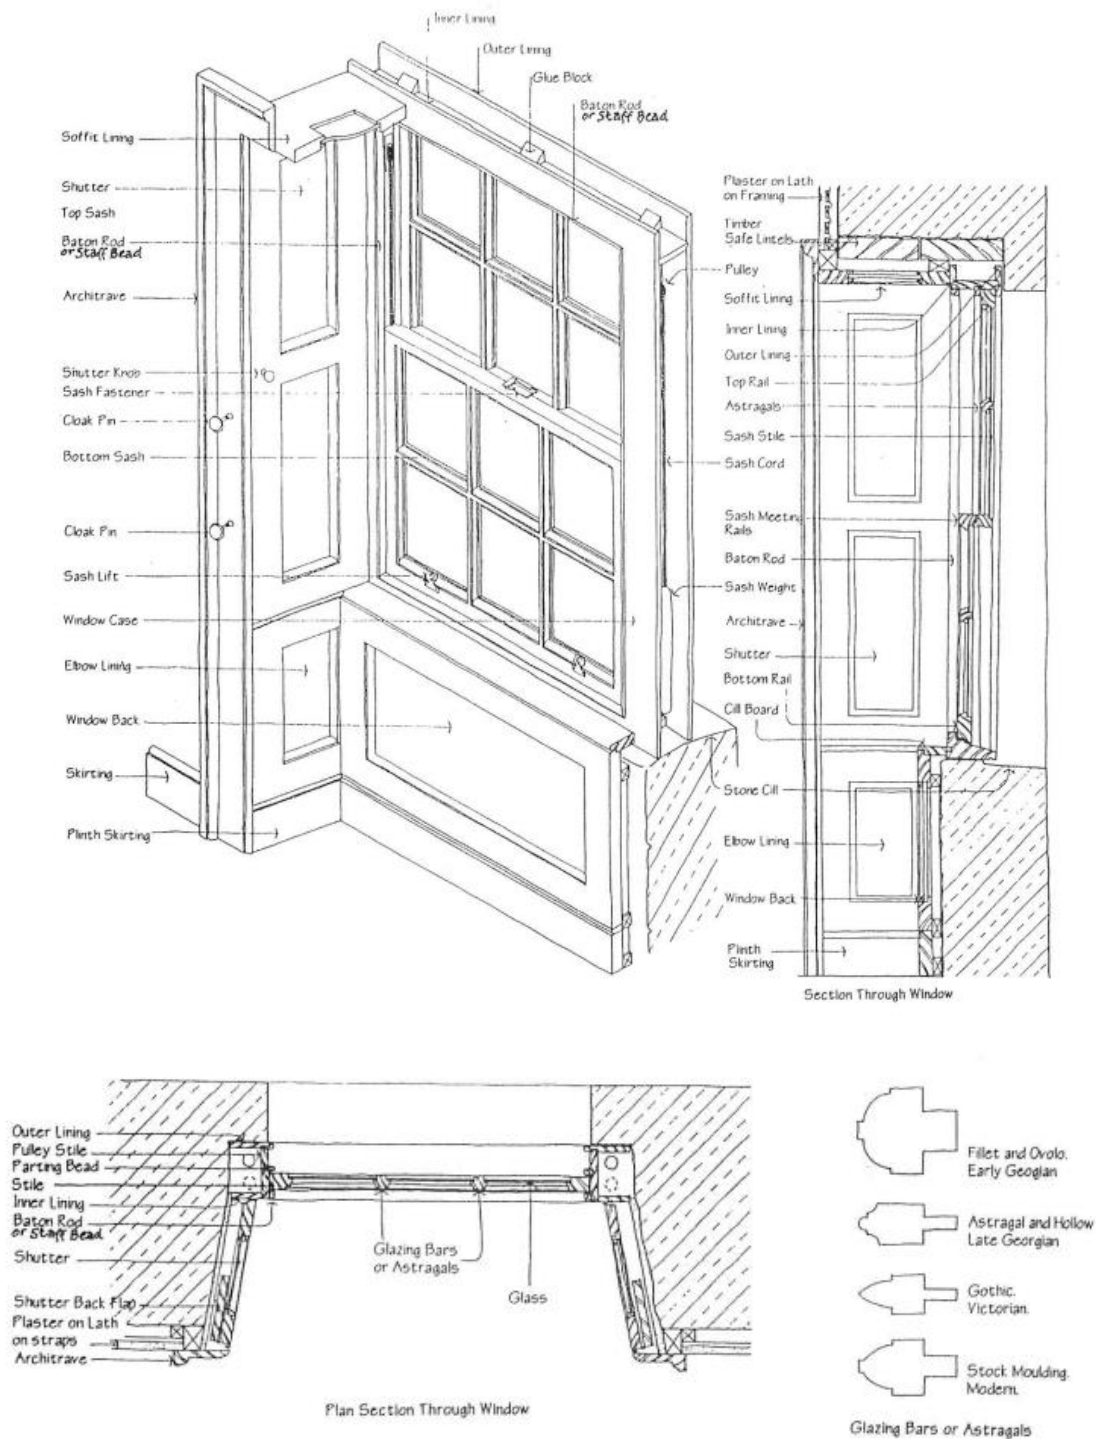 Inner Lining
Outer Lining
Glue Block
Baton Rod
or Staff Bead
Soffit Lining
Shutter
Top Sash
Baton Rod
or Staff Bead
Architrave
Shutter Knob
Sash Fastener
Cloak Pin
Bottom Sash
Cloak Pin
Sash Lift
Window Case
Elbow Lining
Window Back
Skirting
Plinth Skirting
Plaster on Lath
on Framing
Timber
Safe Lintels
Pulley
Soffit Lining
Inner Lining
Outer Lining
Top Rail
Astragals
Sash Stile
Sash Cord
Sash Meeting
Rails
Baton Rod
Sash Weight
Architrave
Shutter
Bottom Rail
Cill Board
Stone Cill
Elbow Lining
Window Back
Plinth
Skirting
Section Through Window
Outer Lining
Pulley Stile
Parting Bead
Stile
Inner Lining
Baton Rod
or Staff Bead
Shutter
Shutter Back Flap
Plaster on Lath
on straps
Architrave
Glazing Bars
or Astragals
Glass
Plan Section Through Window
Fillet and Ovolo.
Early Geogian
Astragal and Hollow
Late Georgian
Gothic.
Victorian.
Stock Moulding.
Modern.
Glazing Bars or Astragals